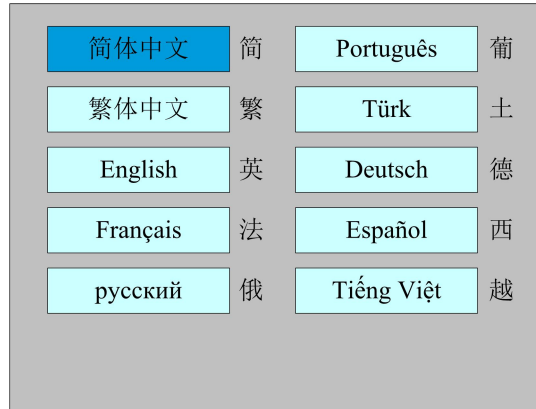 简体中文 简 Português 葡
繁体中文 繁 Türk 土
English 英 Deutsch 德
Français 法 Español 西
русский 俄 Tiếng Việt 越